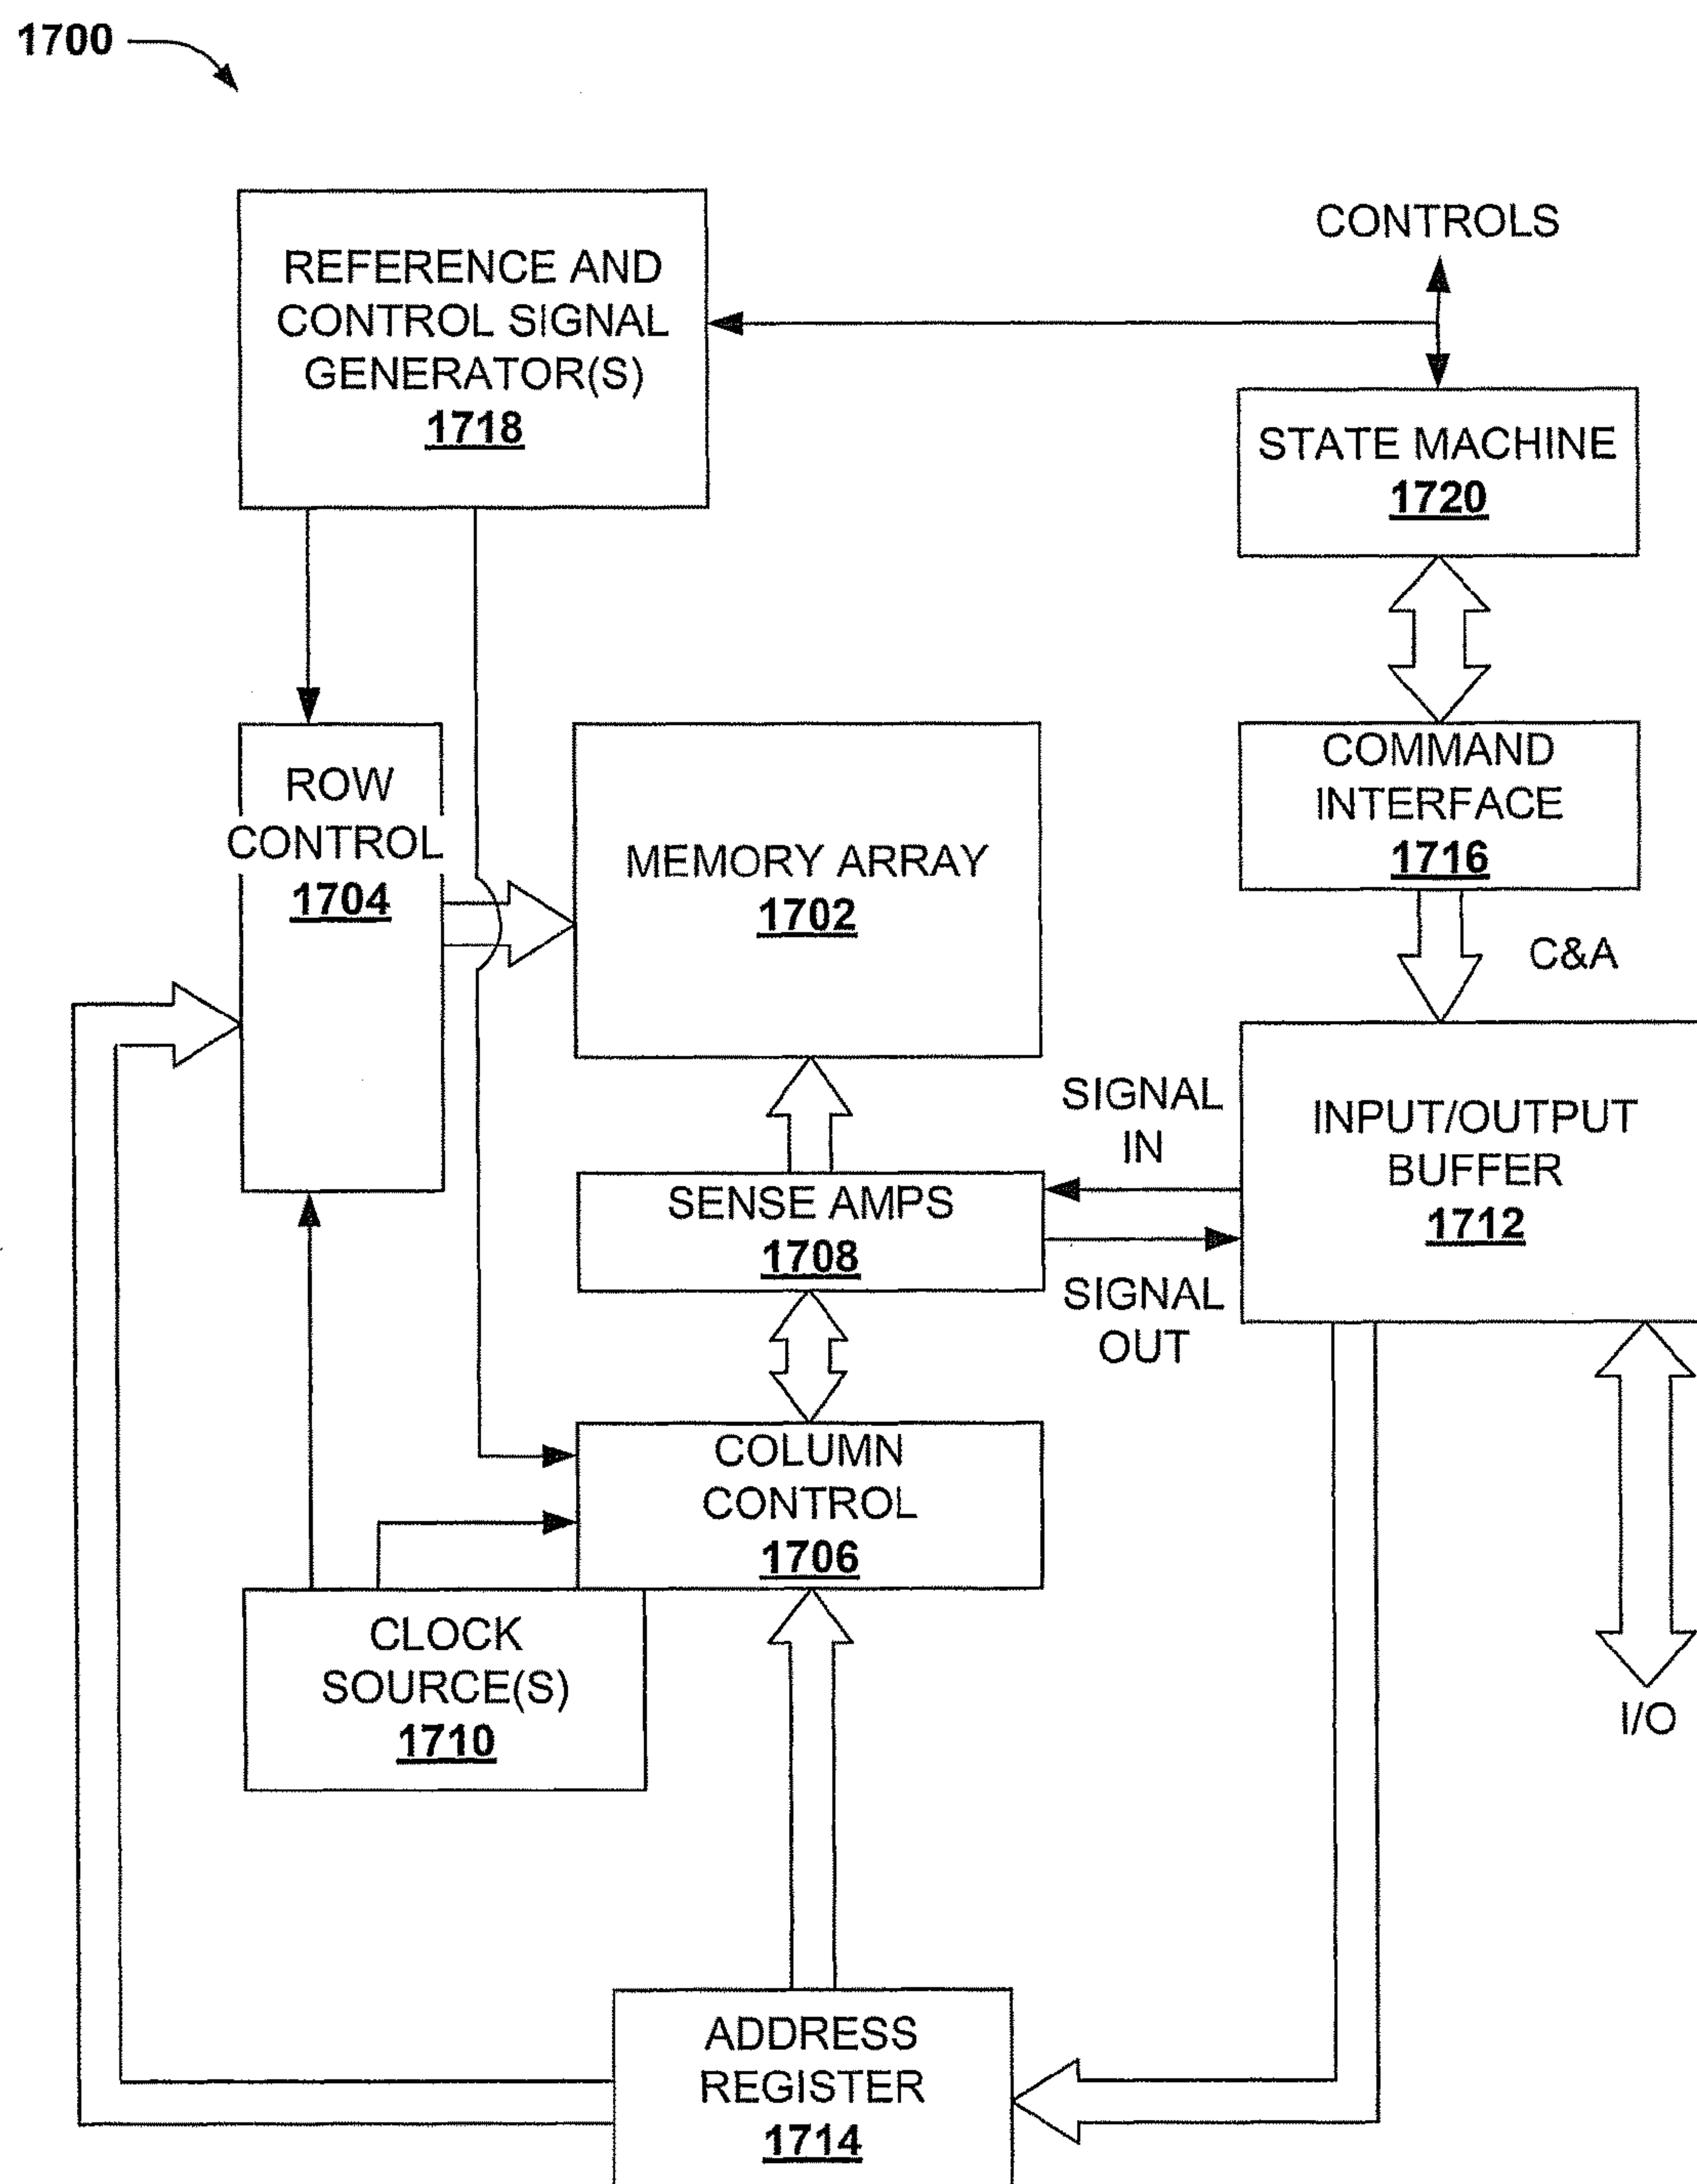 1700
REFERENCE AND
CONTROL SIGNAL
GENERATOR(S)
1718
CONTROLS
STATE MACHINE
1720
ROW
CONTROL
1704
MEMORY ARRAY
1702
COMMAND
INTERFACE
1716
C&A
SIGNAL
IN
INPUT/OUTPUT
BUFFER
1712
SENSE AMPS
1708
SIGNAL
OUT
COLUMN
CONTROL
1706
CLOCK
SOURCE(S)
1710
I/O
ADDRESS
REGISTER
1714